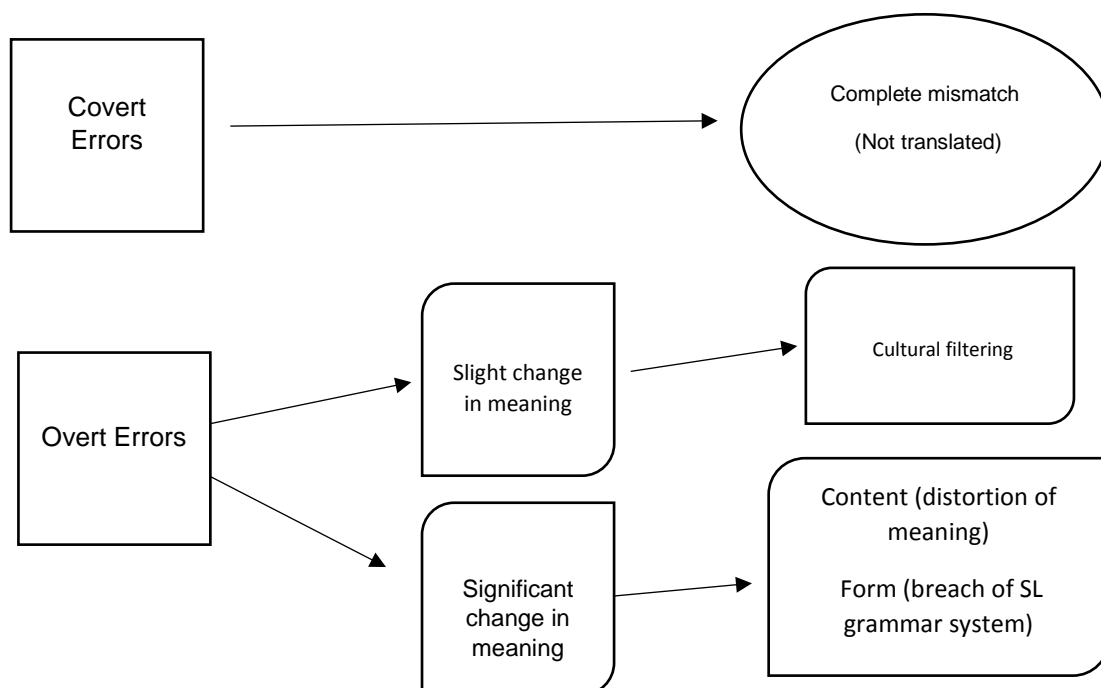 Covert
Errors
Complete mismatch
(Not translated)
Overt Errors
Slight change
in meaning
Cultural filtering
Significant
change in
meaning
Content (distortion of
meaning)
Form (breach of SL
grammar system)